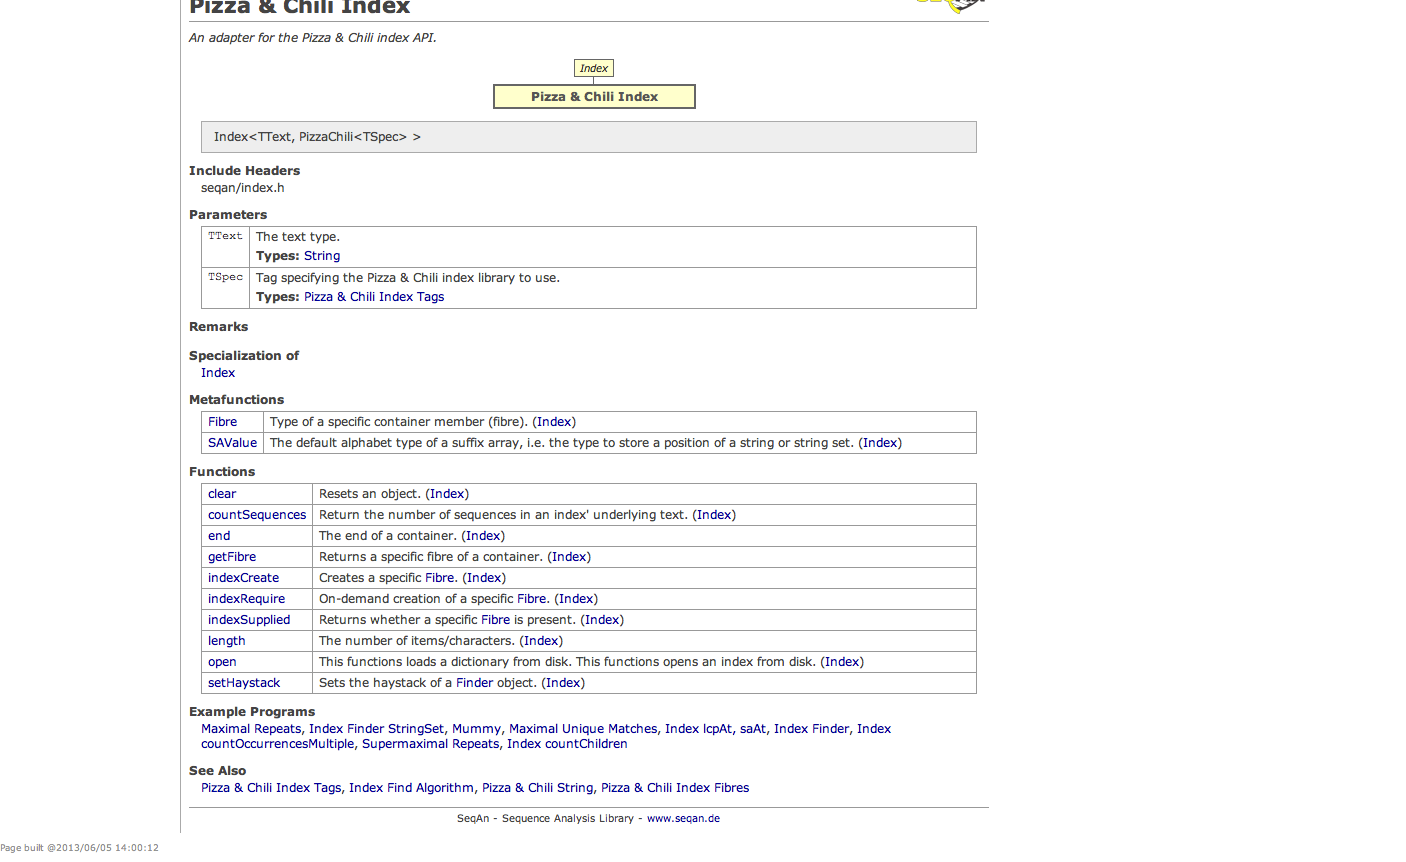 Pizza & Chili Index
An adapter for the Pizza & Chili index API.
Index
Pizza & Chili Index
Index<TText, PizzaChili<TSpec> >
Include Headers
seqan/index.h
Parameters
TText The text type.
Types: String
TSpec Tag specifying the Pizza & Chili index library to use.
Types: Pizza & Chili Index Tags
Remarks
Specialization of
Index
Metafunctions
Fibre Type of a specific container member (fibre). (Index)
SAValue The default alphabet type of a suffix array, i.e. the type to store a position of a string or string set. (Index)
Functions
clear Resets an object. (Index)
countSequences Return the number of sequences in an index' underlying text. (Index)
end The end of a container. (Index)
getFibre Returns a specific fibre of a container. (Index)
indexCreate Creates a specific Fibre. (Index)
indexRequire On-demand creation of a specific Fibre. (Index)
indexSupplied Returns whether a specific Fibre is present. (Index)
length The number of items/characters. (Index)
open This functions loads a dictionary from disk. This functions opens an index from disk. (Index)
setHaystack Sets the haystack of a Finder object. (Index)
Example Programs
Maximal Repeats, Index Finder StringSet, Mummy, Maximal Unique Matches, Index lcpAt, saAt, Index Finder, Index
countOccurrencesMultiple, Supermaximal Repeats, Index countChildren
See Also
Pizza & Chili Index Tags, Index Find Algorithm, Pizza & Chili String, Pizza & Chili Index Fibres
SeqAn - Sequence Analysis Library - www.seqan.de
Page built @2013/06/05 14:00:12